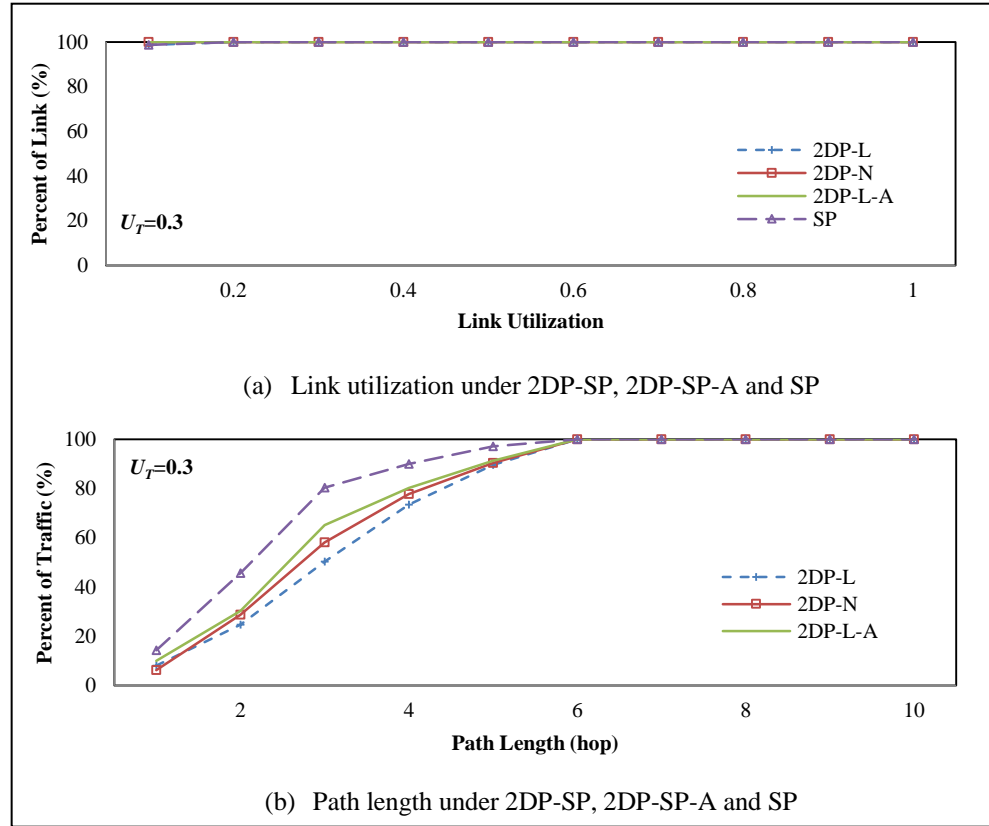 100
80
60
40
20
0
Percent of Link (%)
U_T=0.3
2DP-L
2DP-N
2DP-L-A
SP
0.2 0.4 0.6 0.8 1
Link Utilization
(a) Link utilization under 2DP-SP, 2DP-SP-A and SP
100
80
60
40
20
0
Percent of Traffic (%)
U_T=0.3
2DP-L
2DP-N
2DP-L-A
2 4 6 8 10
Path Length (hop)
(b) Path length under 2DP-SP, 2DP-SP-A and SP